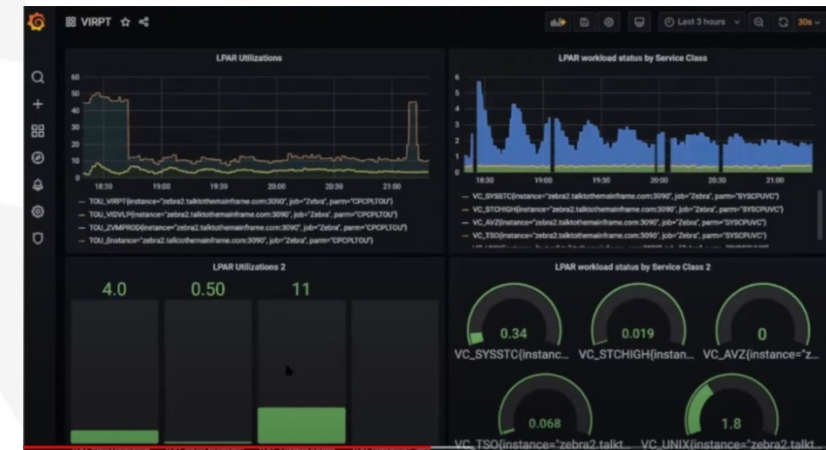 VIRPT
Last 3 hours
30s
LPAR Utilizations
60
50
40
30
20
10
0
18:30 19:00 19:30 20:00 20:30 21:00
TOU_VIRPT{instance="zebra2.talktothemainframe.com:3090", job="Zebra", parm="CPCPLTOU"}
TOU_VIDVLP{instance="zebra2.talktothemainframe.com:3090", job="Zebra", parm="CPCPLTOU"}
TOU_ZVMPROD{instance="zebra2.talktothemainframe.com:3090", job="Zebra", parm="CPCPLTOU"}
TOU_{instance="zebra2.talktothemainframe.com:3090", job="Zebra", parm="CPCPLTOU"}
LPAR workload status by Service Class
6
5
4
3
2
1
0
18:30 19:00 19:30 20:00 20:30 21:00
VC_SYSSTC{instance="zebra2.talktothemainframe.com:3090", job="Zebra", parm="SYSCPUVC"}
VC_STCHIGH{instance="zebra2.talktothemainframe.com:3090", job="Zebra", parm="SYSCPUVC"}
VC_AVZ{instance="zebra2.talktothemainframe.com:3090", job="Zebra", parm="SYSCPUVC"}
VC_TSO{instance="zebra2.talktothemainframe.com:3090", job="Zebra", parm="SYSCPUVC"}
LPAR Utilizations 2
4.0 0.50 11
LPAR workload status by Service Class 2
0.34 0.019 0
VC_SYSSTC{instanc... VC_STCHIGH{instan... VC_AVZ{instance="z...
0.068 1.8
VC_TSO{instance="zebra2.talkt... VC_UNIX{instance="zebra2.talkt...